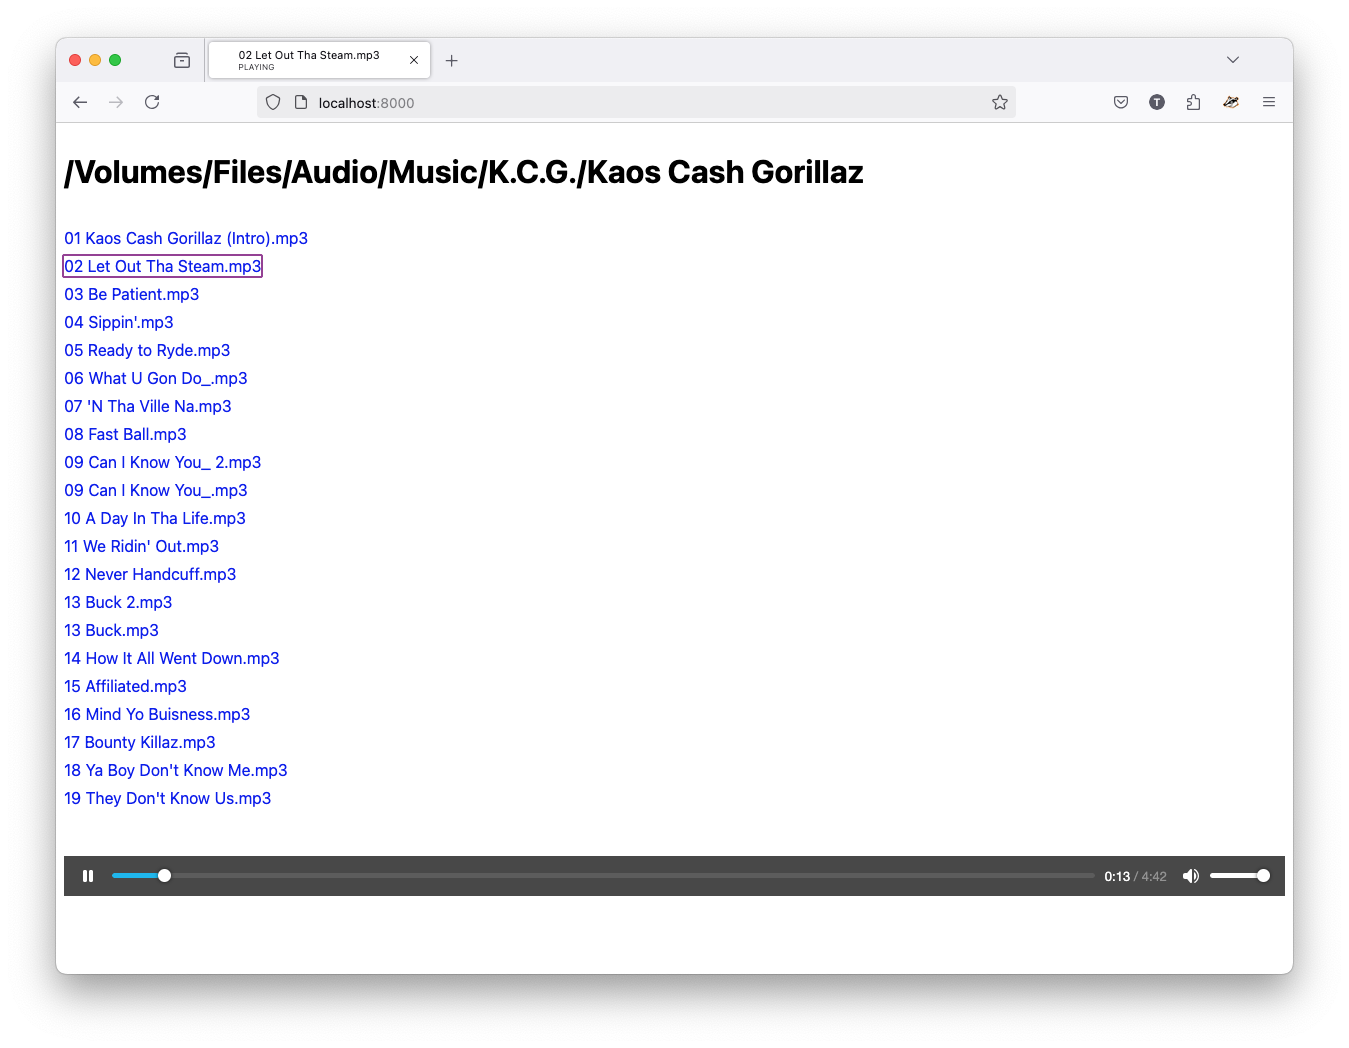 02 Let Out Tha Steam.mp3
PLAYING
localhost:8000
T
/Volumes/Files/Audio/Music/K.C.G./Kaos Cash Gorillaz
01 Kaos Cash Gorillaz (Intro).mp3
02 Let Out Tha Steam.mp3
03 Be Patient.mp3
04 Sippin'.mp3
05 Ready to Ryde.mp3
06 What U Gon Do_.mp3
07 'N Tha Ville Na.mp3
08 Fast Ball.mp3
09 Can I Know You_ 2.mp3
09 Can I Know You_.mp3
10 A Day In Tha Life.mp3
11 We Ridin' Out.mp3
12 Never Handcuff.mp3
13 Buck 2.mp3
13 Buck.mp3
14 How It All Went Down.mp3
15 Affiliated.mp3
16 Mind Yo Buisness.mp3
17 Bounty Killaz.mp3
18 Ya Boy Don't Know Me.mp3
19 They Don't Know Us.mp3
0:13 / 4:42